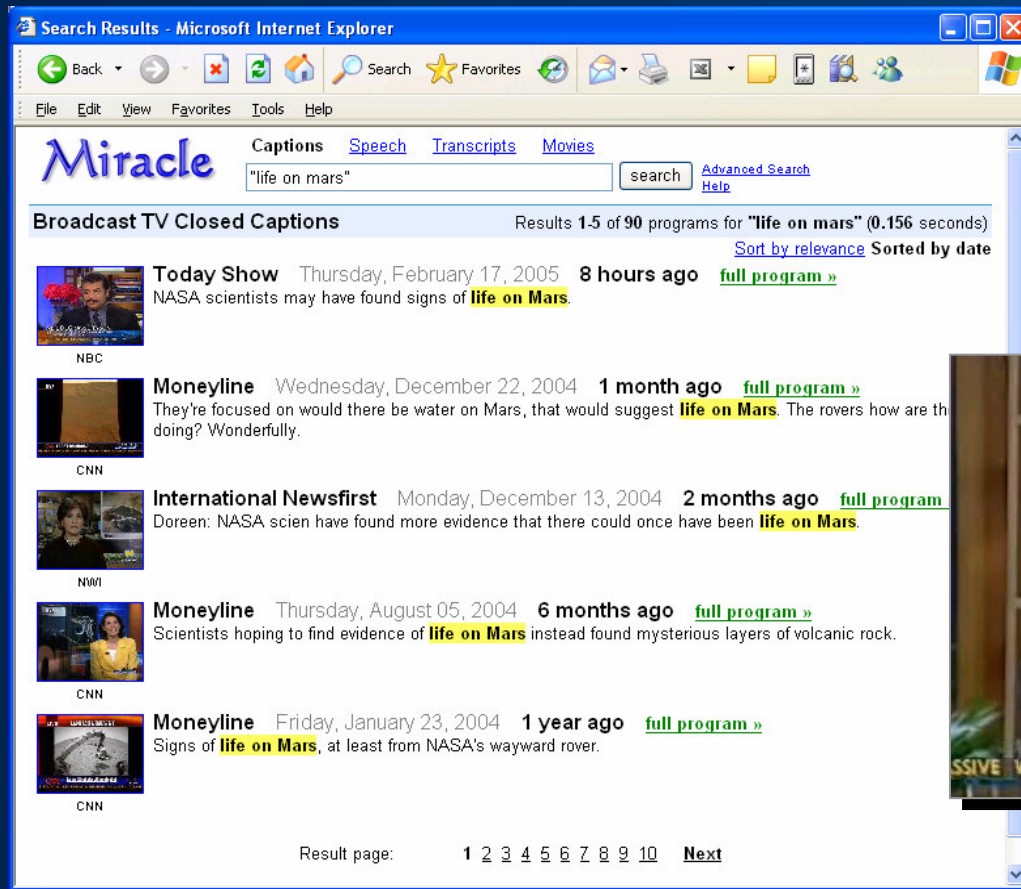 Search Results - Microsoft Internet Explorer
Back Search Favorites
File Edit View Favorites Tools Help
Miracle
Captions Speech Transcripts Movies
"life on mars" search Advanced Search
Help
Broadcast TV Closed Captions Results 1-5 of 90 programs for "life on mars" (0.156 seconds)
Sort by relevance Sorted by date
Today Show Thursday, February 17, 2005 8 hours ago full program »
NASA scientists may have found signs of life on Mars.
NBC
Moneyline Wednesday, December 22, 2004 1 month ago full program »
They're focused on would there be water on Mars, that would suggest life on Mars. The rovers how are th
doing? Wonderfully.
CNN
International Newsfirst Monday, December 13, 2004 2 months ago full program
Doreen: NASA scien have found more evidence that there could once have been life on Mars.
NWI
Moneyline Thursday, August 05, 2004 6 months ago full program »
Scientists hoping to find evidence of life on Mars instead found mysterious layers of volcanic rock.
CNN
Moneyline Friday, January 23, 2004 1 year ago full program »
Signs of life on Mars, at least from NASA's wayward rover.
CNN
SSIVE
Result page: 1 2 3 4 5 6 7 8 9 10 Next